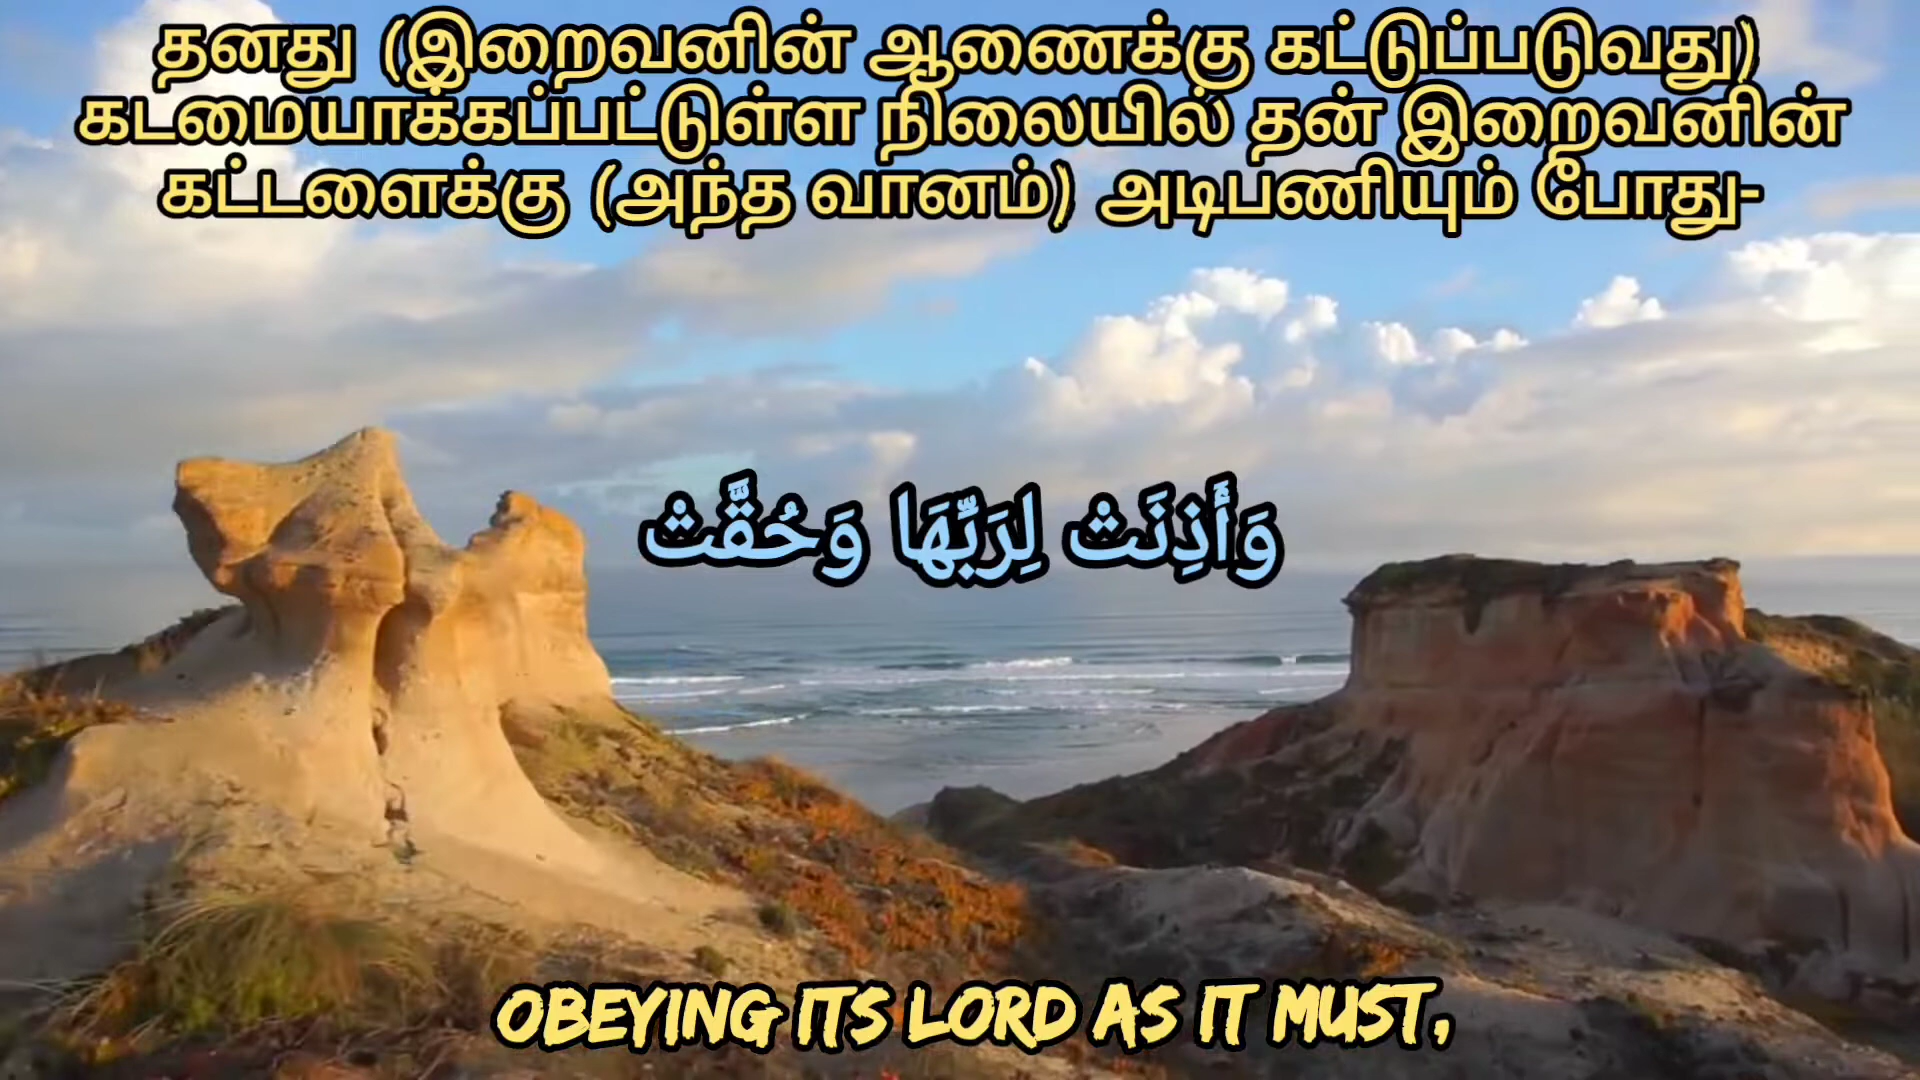 தனது (இறைவனின் ஆணைக்கு கட்டுப்படுவது)
கடமையாக்கப்பட்டுள்ள நிலையில் தன் இறைவனின்
கட்டளைக்கு (அந்த வானம்) அடிபணியும் போது-
وَأَذِنَتْ لِرَبِّهَا وَحُقَّتْ
OBEYING ITS LORD AS IT MUST,